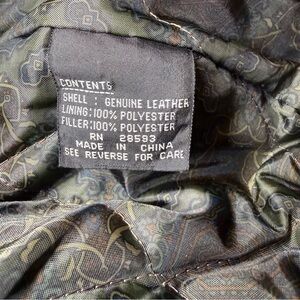 CONTENTS
SHELL : GENUINE LEATHER
LINING:100% POLYESTER
FILLER:100% POLYESTER
RN 28593
MADE IN CHINA
SEE REVERSE FOR CARE